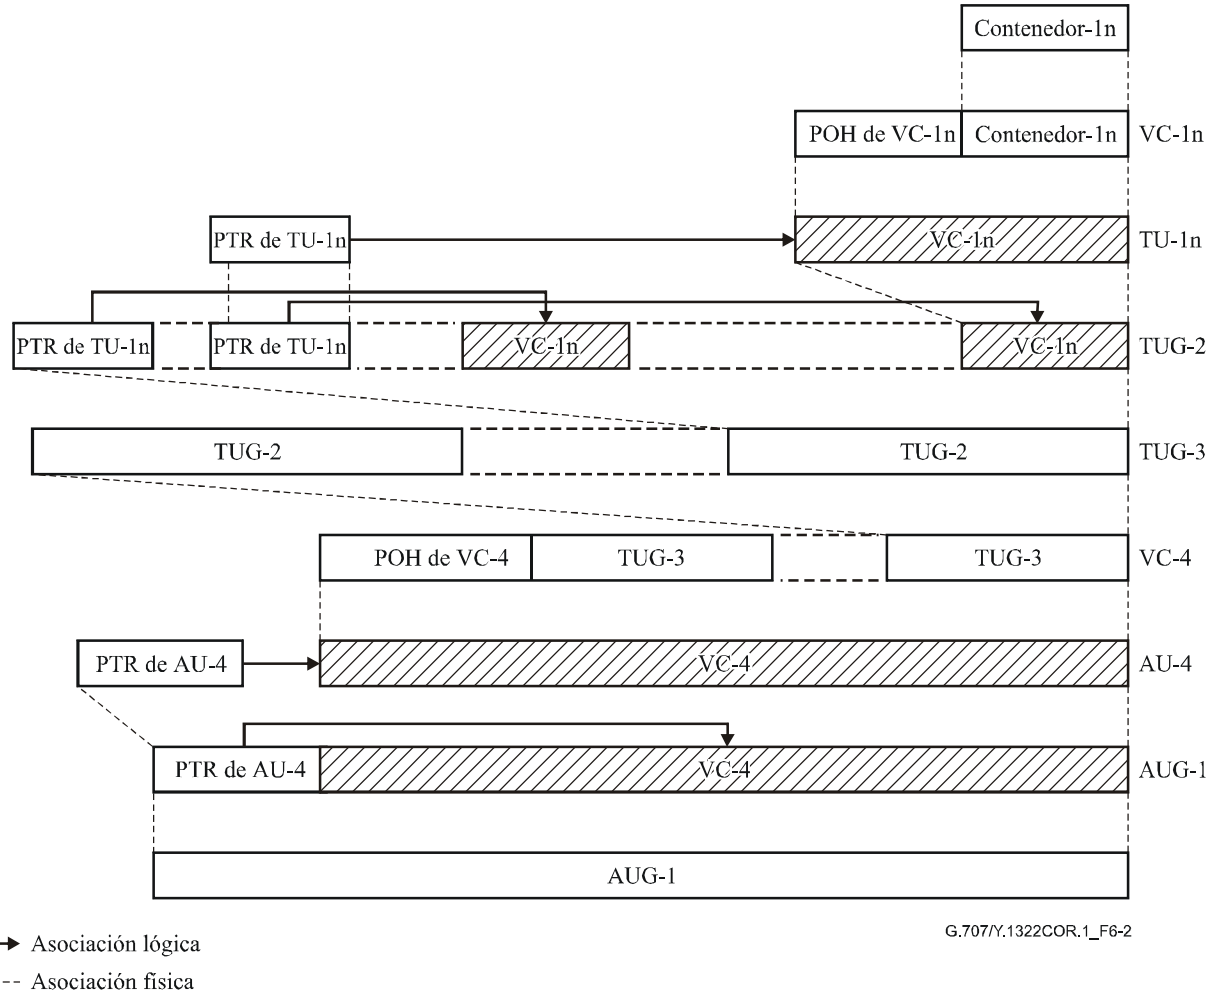 Contenedor-1n
POH de VC-1n Contenedor-1n VC-1n
PTR de TU-1n VC-1n TU-1n
PTR de TU-1n PTR de TU-1n VC-1n VC-1n TUG-2
TUG-2 TUG-2 TUG-3
POH de VC-4 TUG-3 TUG-3 VC-4
PTR de AU-4 VC-4 AU-4
PTR de AU-4 VC-4 AUG-1
AUG-1
G.707/Y.1322COR.1_F6-2
Asociación lógica
Asociación física